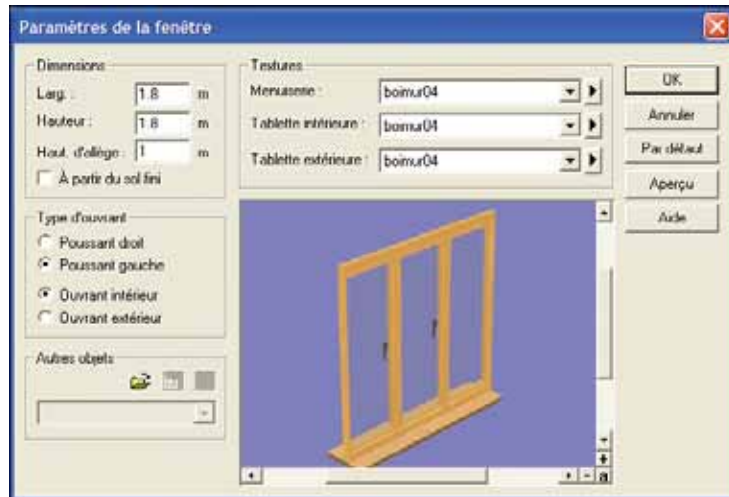 Paramètres de la fenêtre
Dimensions
Larg. : 1.8 m
Hauteur : 1.8 m
Haut. d'allège : 1 m
À partir du sol fini
Type d'ouvrant
Poussant droit
Poussant gauche
Ouvrant intérieur
Ouvrant extérieur
Autres objets
Textures
Menuiserie : boimur04
Tablette intérieure : boimur04
Tablette extérieure : boimur04
OK
Annuler
Par défaut
Aperçu
Aide
a